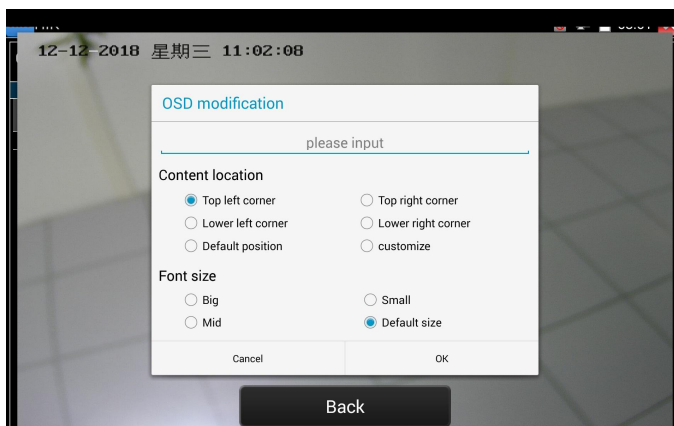 12-12-2018 星期三 11:02:08
OSD modification
please input
Content location
Top left corner Top right corner
Lower left corner Lower right corner
Default position customize
Font size
Big Small
Mid Default size
Cancel OK
Back